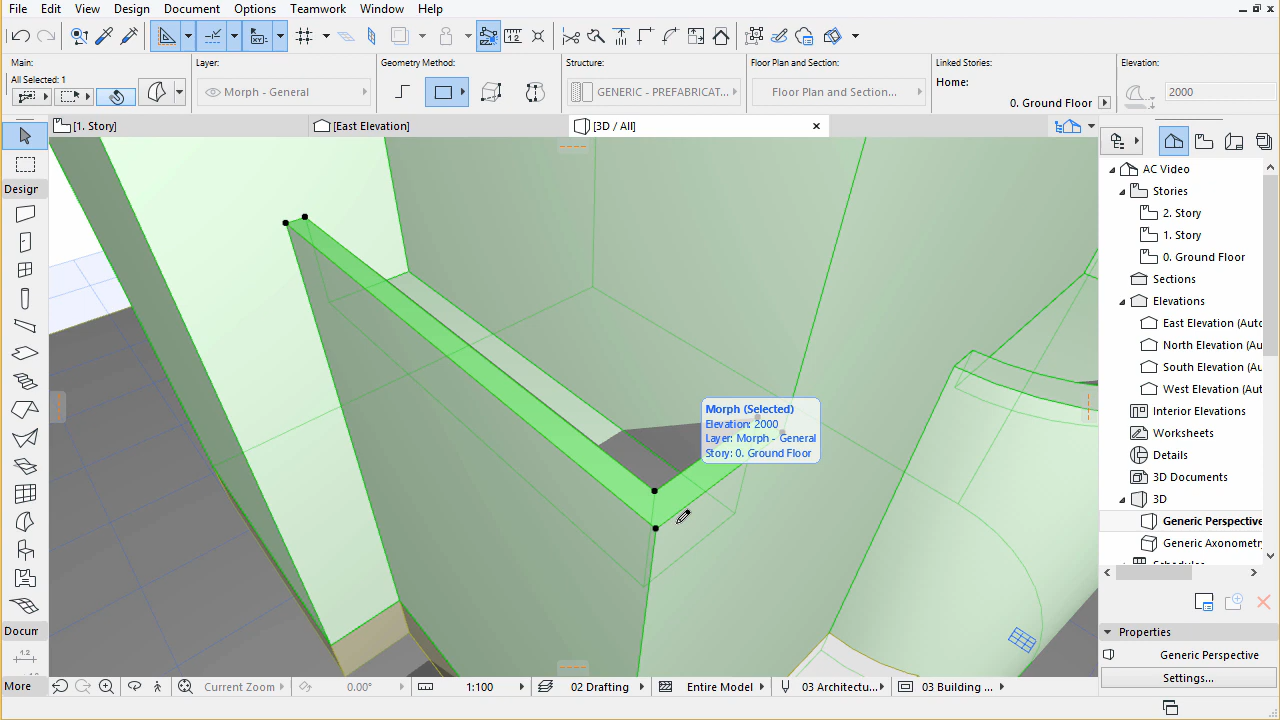 File Edit View Design Document Options Teamwork Window Help
Main:
All Selected: 1
Layer:
Morph - General
Geometry Method:
Structure:
GENERIC - PREFABRICAT...
Floor Plan and Section:
Floor Plan and Section...
Linked Stories:
Home:
0. Ground Floor
Elevation:
2000
[1. Story]
[East Elevation]
[3D / All]
Design
Docum
More
Morph (Selected)
Elevation: 2000
Layer: Morph - General
Story: 0. Ground Floor
AC Video
Stories
2. Story
1. Story
0. Ground Floor
Sections
Elevations
East Elevation (Auto
North Elevation (Aut
South Elevation (Aut
West Elevation (Aut
Interior Elevations
Worksheets
Details
3D Documents
3D
Generic Perspective
Generic Axonometr
Properties
Generic Perspective
Settings...
Current Zoom
0.00°
1:100
02 Drafting
Entire Model
03 Architectu...
03 Building ...